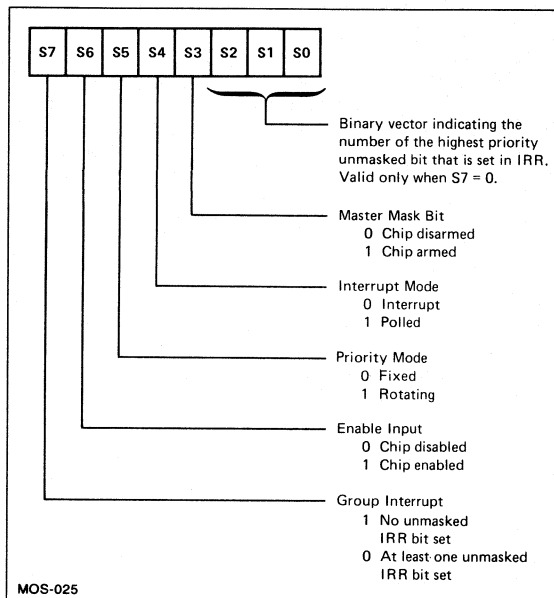 S7 S6 S5 S4 S3 S2 S1 S0
Binary vector indicating the
number of the highest priority
unmasked bit that is set in IRR.
Valid only when S7 = 0.
Master Mask Bit
0 Chip disarmed
1 Chip armed
Interrupt Mode
0 Interrupt
1 Polled
Priority Mode
0 Fixed
1 Rotating
Enable Input
0 Chip disabled
1 Chip enabled
Group Interrupt
1 No unmasked
IRR bit set
0 At least one unmasked
IRR bit set
MOS-025